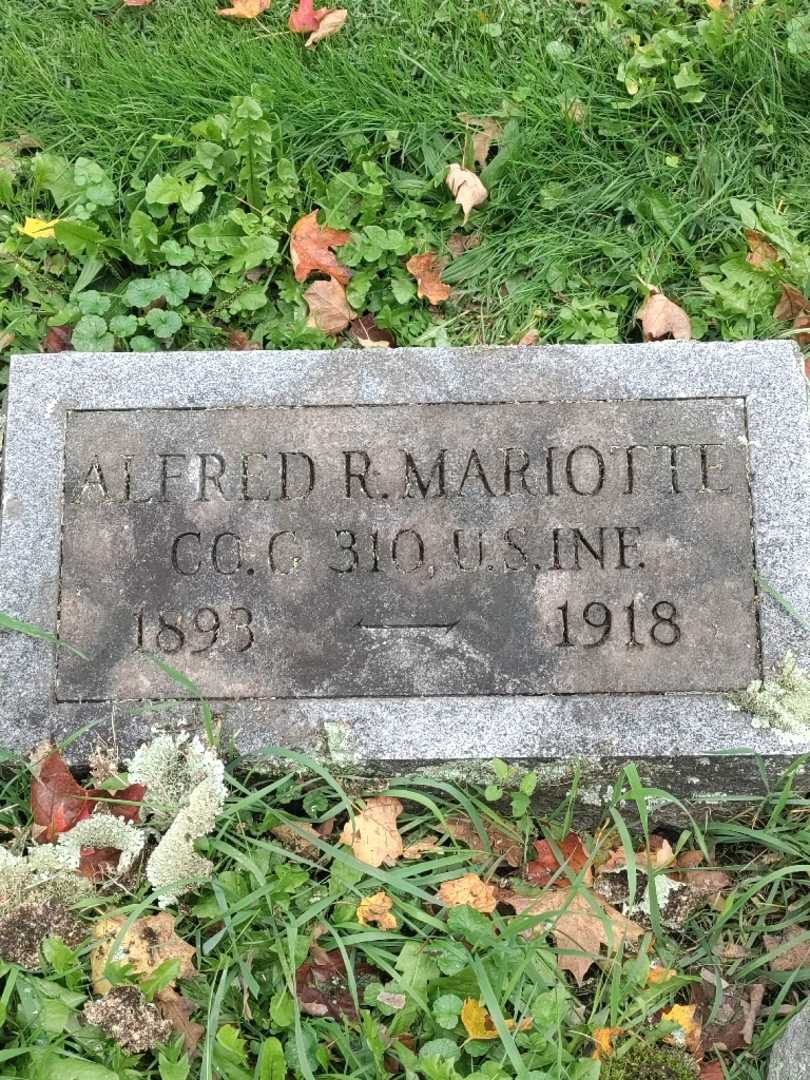 ALFRED R. MARIOTTE
CO. G 310, U.S. INF.
1893 — 1918